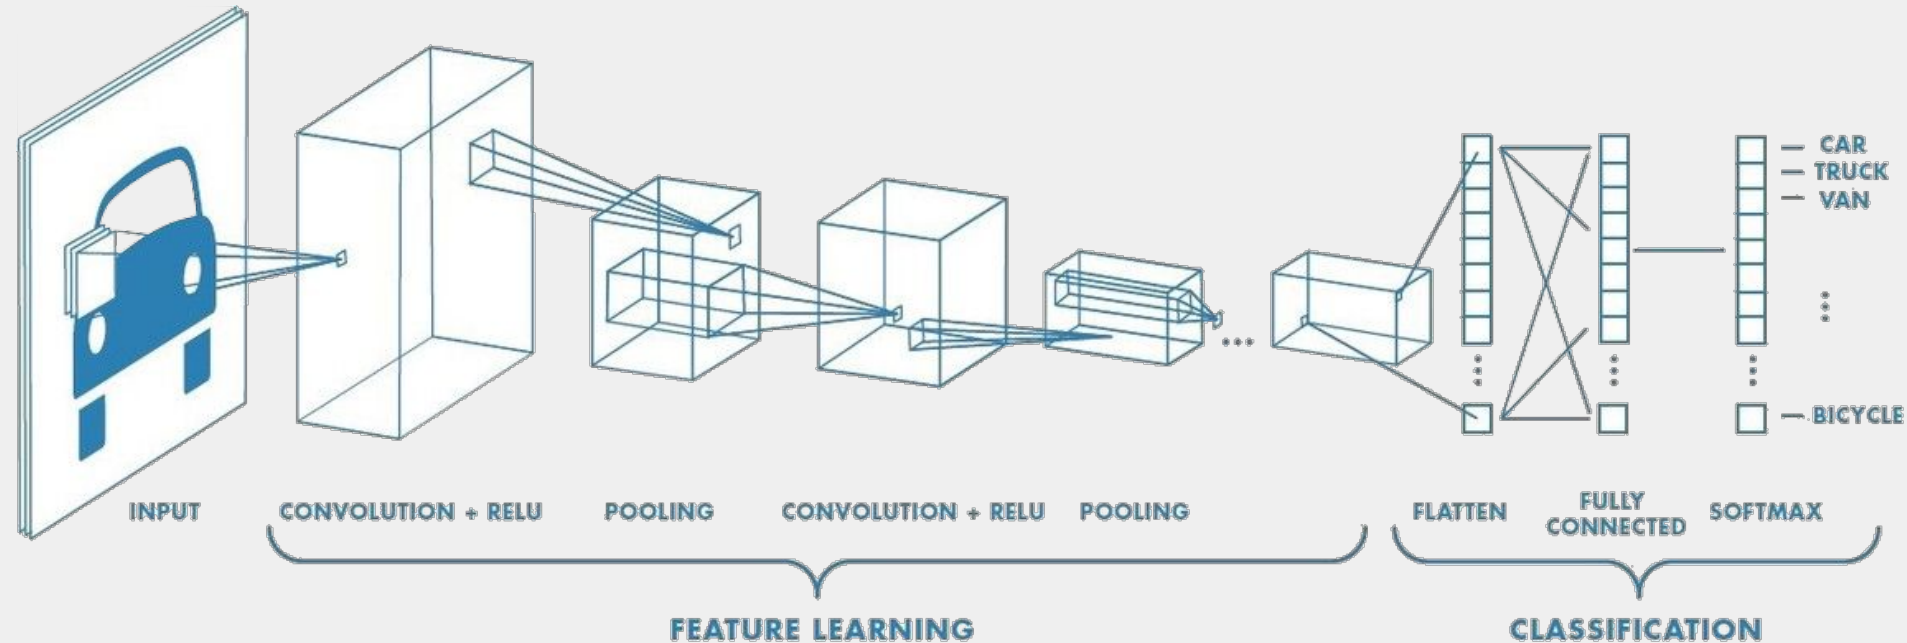 CAR
TRUCK
VAN
BICYCLE
INPUT
CONVOLUTION + RELU
POOLING
CONVOLUTION + RELU
POOLING
FLATTEN
FULLY
CONNECTED
SOFTMAX
FEATURE LEARNING
CLASSIFICATION